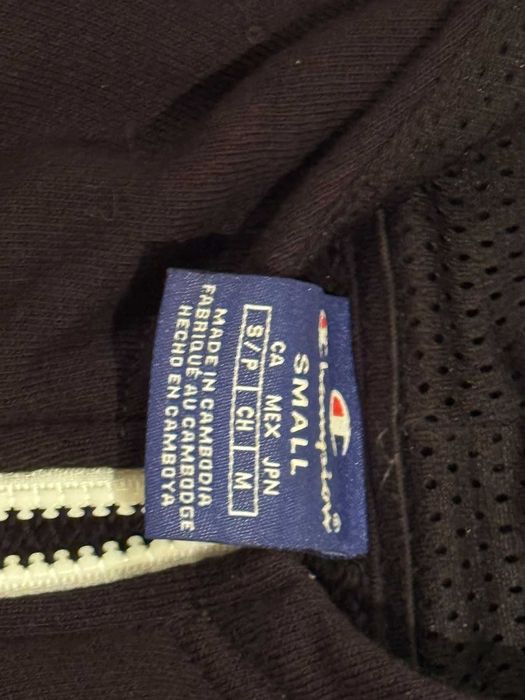 Champion®
SMALL
CA MEX JPN
S/P CH M
MADE IN CAMBODIA
FABRIQUÉ AU CAMBODGE
HECHO EN CAMBOYA